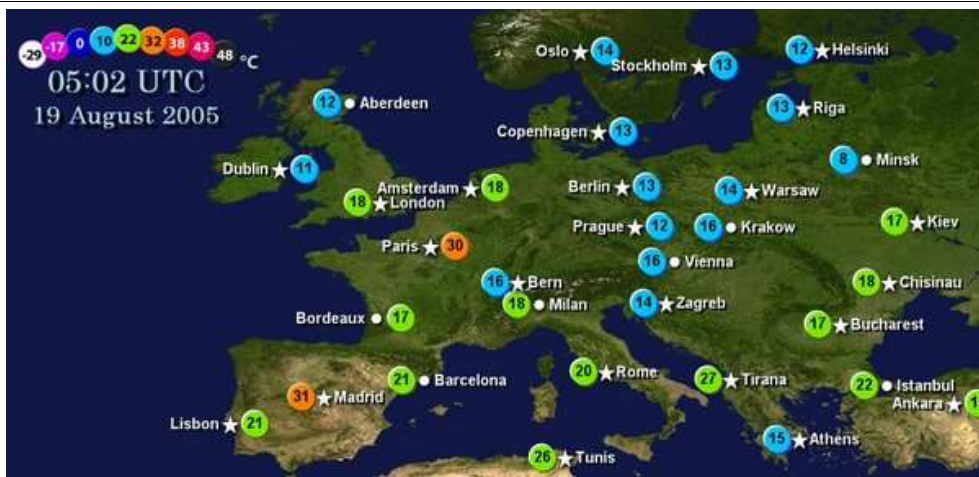 -29 -17 0 10 22 32 38 43 48 °C
05:02 UTC
19 August 2005
Oslo 14
Stockholm 13
12 Helsinki
12 Aberdeen
13 Riga
Copenhagen 13
8 Minsk
Dublin 11
Amsterdam 18
18 London
Berlin 13
14 Warsaw
Prague 12
16 Krakow
17 Kiev
Paris 30
16 Vienna
16 Bern
18 Milan
14 Zagreb
18 Chisinau
Bordeaux 17
17 Bucharest
20 Rome
27 Tirana
21 Barcelona
22 Istanbul
31 Madrid
Ankara
Lisbon 21
15 Athens
26 Tunis